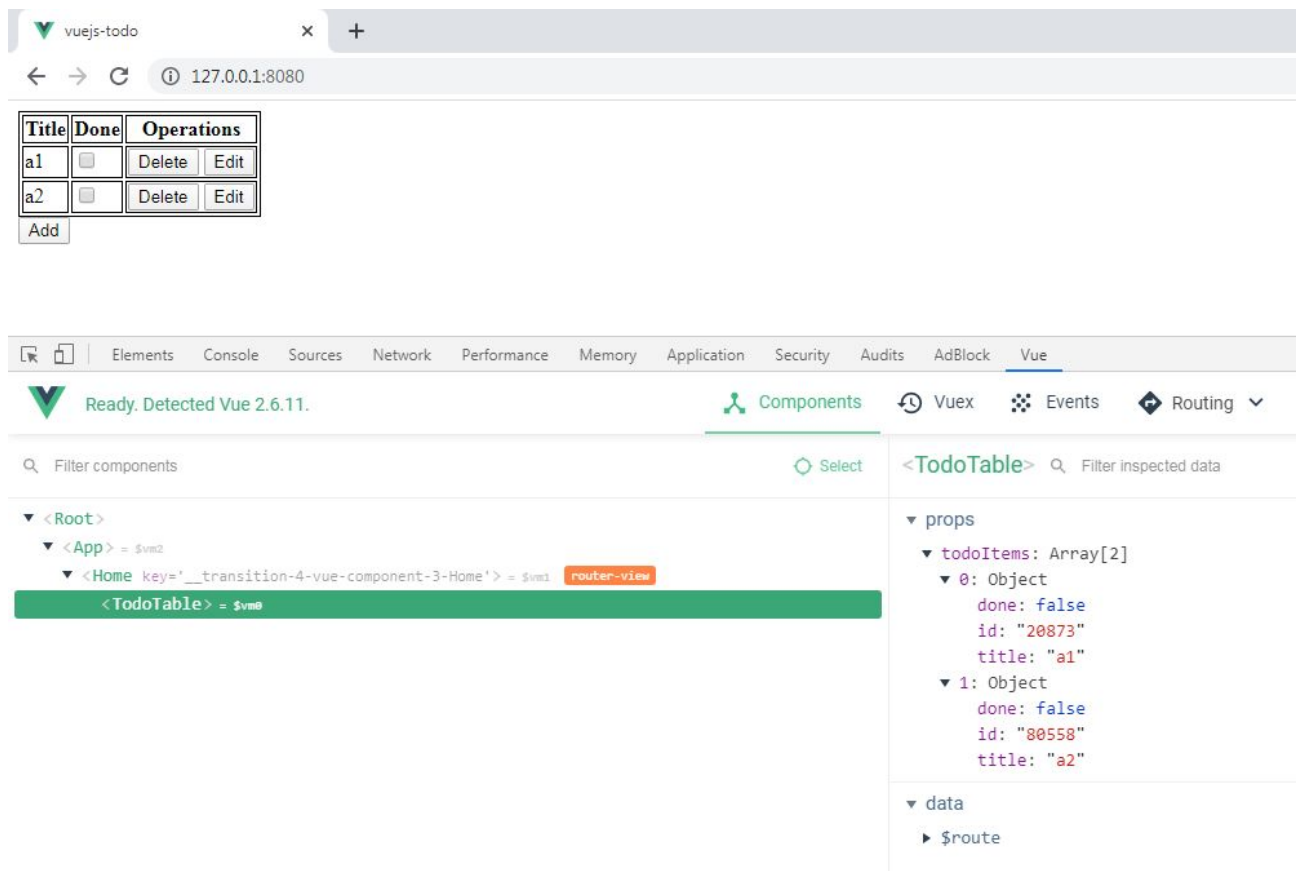 vuejs-todo × +
127.0.0.1:8080
Title Done Operations
a1 Delete Edit
a2 Delete Edit
Add
Elements Console Sources Network Performance Memory Application Security Audits AdBlock Vue
Ready. Detected Vue 2.6.11.
Components Vuex Events Routing
Filter components
Select
<Root>
<App> = $vm2
<Home key='__transition-4-vue-component-3-Home'> = $vm1 router-view
<TodoTable> = $vm0
<TodoTable> Filter inspected data
props
todoItems: Array[2]
0: Object
done: false
id: "20873"
title: "a1"
1: Object
done: false
id: "80558"
title: "a2"
data
$route